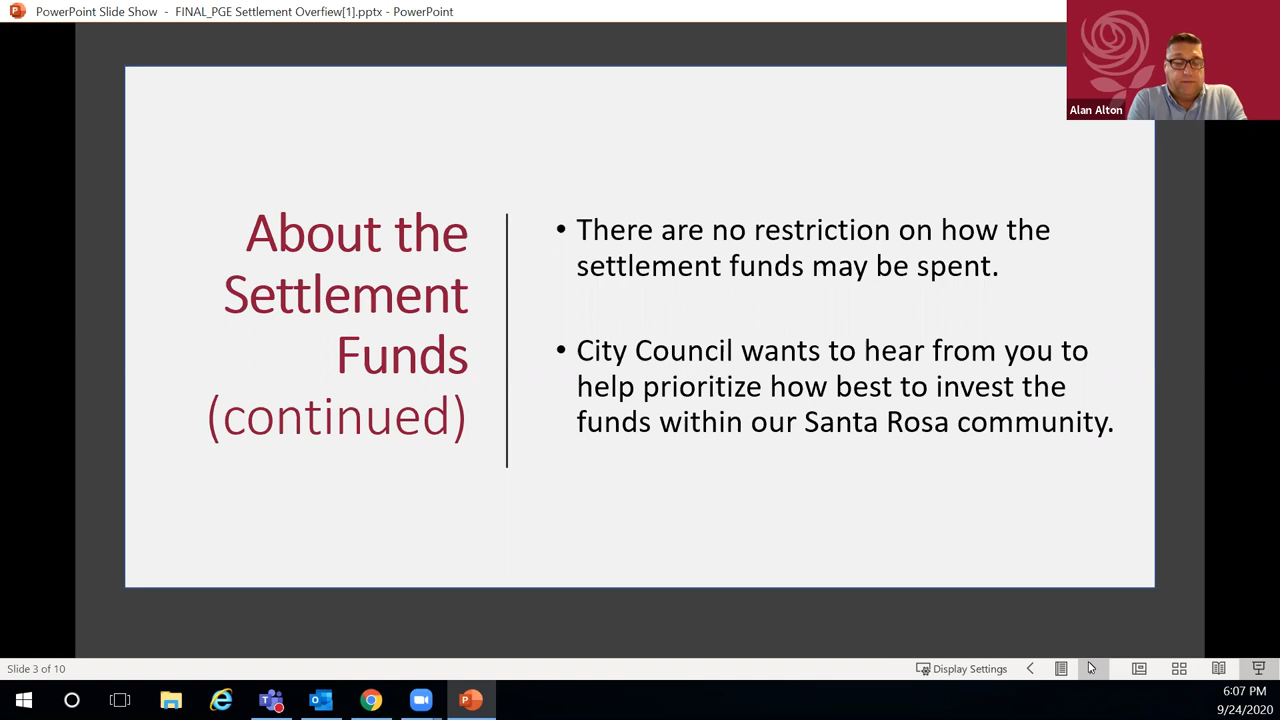 PowerPoint Slide Show - FINAL_PGE Settlement Overfiew[1].pptx - PowerPoint
Alan Alton
About the
Settlement
Funds
(continued)
• There are no restriction on how the
settlement funds may be spent.
• City Council wants to hear from you to
help prioritize how best to invest the
funds within our Santa Rosa community.
Slide 3 of 10
Display Settings
6:07 PM
9/24/2020